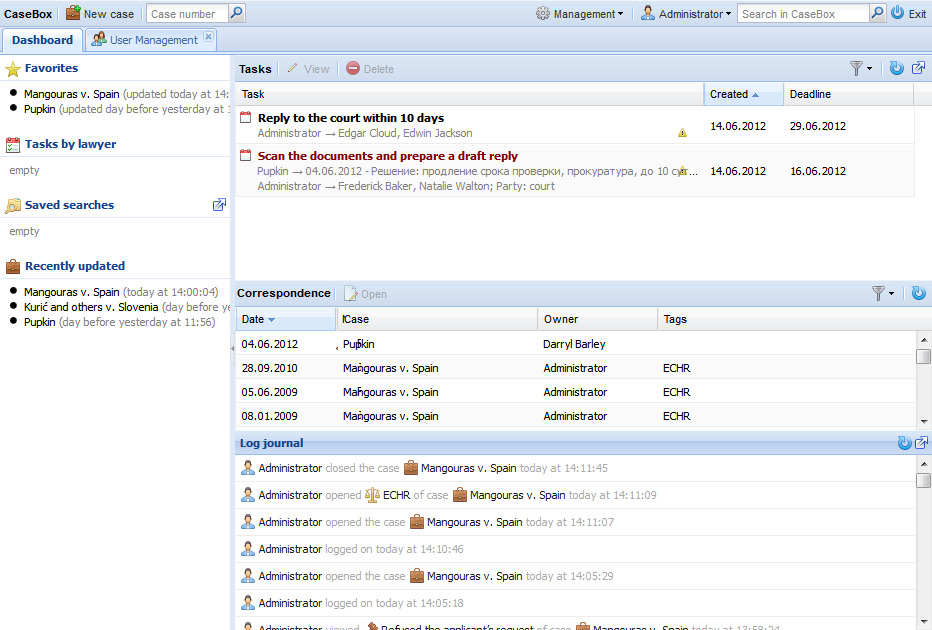 CaseBox New case Case number Management Administrator Search in CaseBox Exit
Dashboard User Management
Favorites
Mangouras v. Spain (updated today at 14:
Pupkin (updated day before yesterday at 1
Tasks by lawyer
empty
Saved searches
empty
Recently updated
Mangouras v. Spain (today at 14:00:04)
Kurić and others v. Slovenia (day before ye
Pupkin (day before yesterday at 11:56)
Tasks View Delete
Task Created Deadline
Reply to the court within 10 days
Administrator → Edgar Cloud, Edwin Jackson
14.06.2012 29.06.2012
Scan the documents and prepare a draft reply
Pupkin → 04.06.2012 - Решение: продление срока проверки, прокуратура, до 10 сут...
Administrator → Frederick Baker, Natalie Walton; Party: court
14.06.2012 16.06.2012
Correspondence Open
Date Case Owner Tags
04.06.2012 Pupkin Darryl Barley
28.09.2010 Mangouras v. Spain Administrator ECHR
05.06.2009 Mangouras v. Spain Administrator ECHR
08.01.2009 Mangouras v. Spain Administrator ECHR
Log journal
Administrator closed the case Mangouras v. Spain today at 14:11:45
Administrator opened ECHR of case Mangouras v. Spain today at 14:11:09
Administrator opened the case Mangouras v. Spain today at 14:11:07
Administrator logged on today at 14:10:46
Administrator opened the case Mangouras v. Spain today at 14:05:29
Administrator logged on today at 14:05:18
Administrator viewed Refused the applicant's request of case Mangouras v. Spain today at 13:58:24